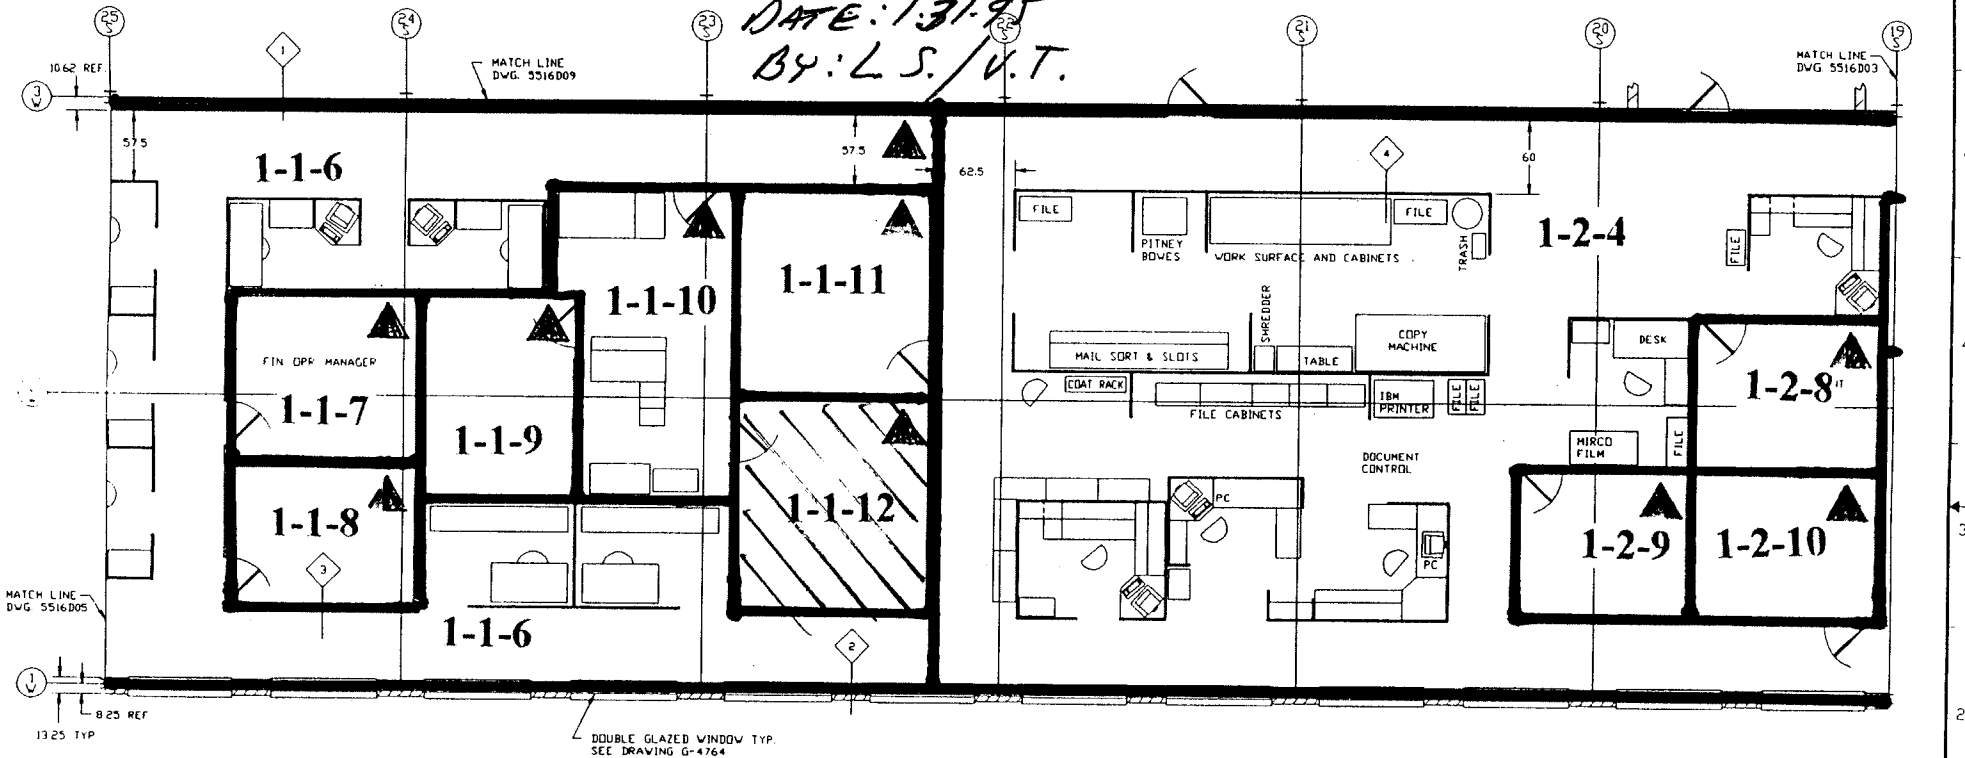 DATE: 1-31-95
BY: L.S./V.T.
25 S
24 S
23 S
22 S
21 S
20 S
19 S
10.62 REF.
3 W
1
MATCH LINE
DWG. 5516D09
MATCH LINE
DWG. 5516D03
57.5
57.5
62.5
60
4
1-1-6
1-2-4
FILE
PITNEY
BOWES
WORK SURFACE AND CABINETS
FILE
TRASH
FILE
1-1-10
1-1-11
SHREDDER
FIN OPR MANAGER
MAIL SORT & SLOTS
TABLE
COPY
MACHINE
DESK
1-1-7
COAT RACK
FILE CABINETS
IBM
PRINTER
FILE
FILE
1-2-8
1-1-9
MIRCO
FILM
FILE
DOCUMENT
CONTROL
1-1-8
1-1-12
PC
PC
1-2-9
1-2-10
3
3
MATCH LINE
DWG. 5516D05
1-1-6
2
1 W
8.25 REF
13.25 TYP
DOUBLE GLAZED WINDOW TYP.
SEE DRAWING G-4764
2